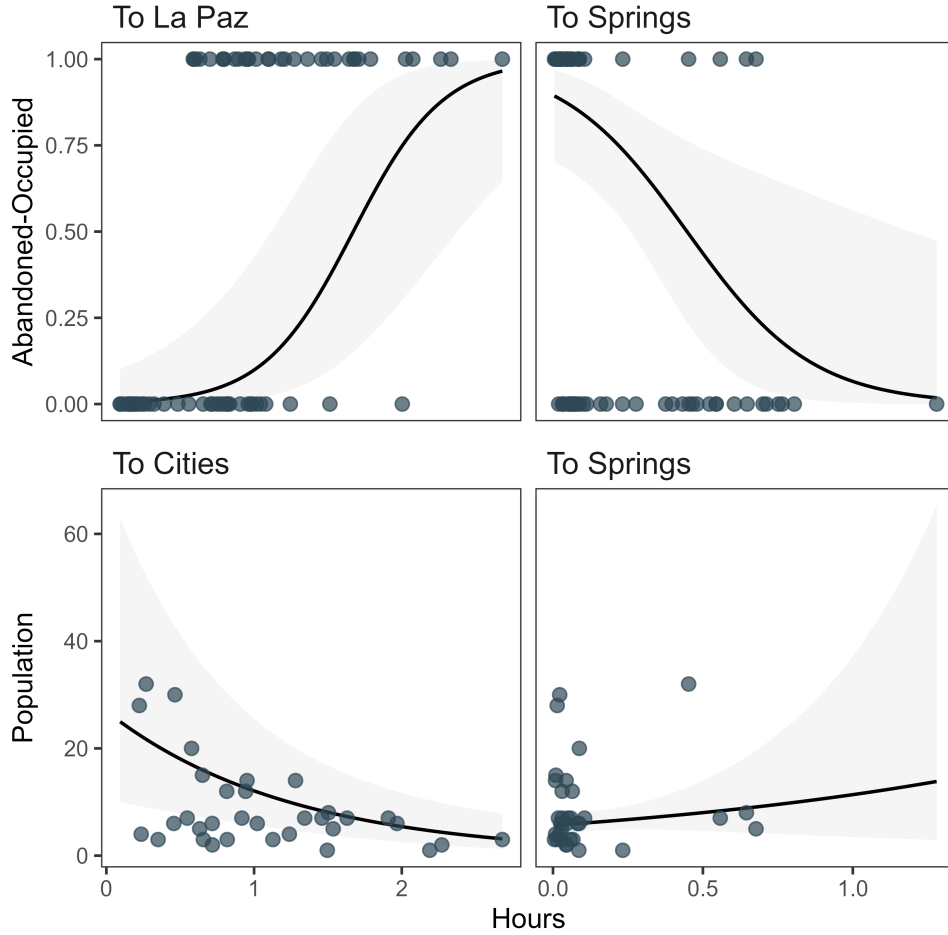 To La Paz
To Springs
Abandoned-Occupied
1.00
0.75
0.50
0.25
0.00
To Cities
To Springs
Population
60
40
20
0
0 1 2
0.0 0.5 1.0
Hours